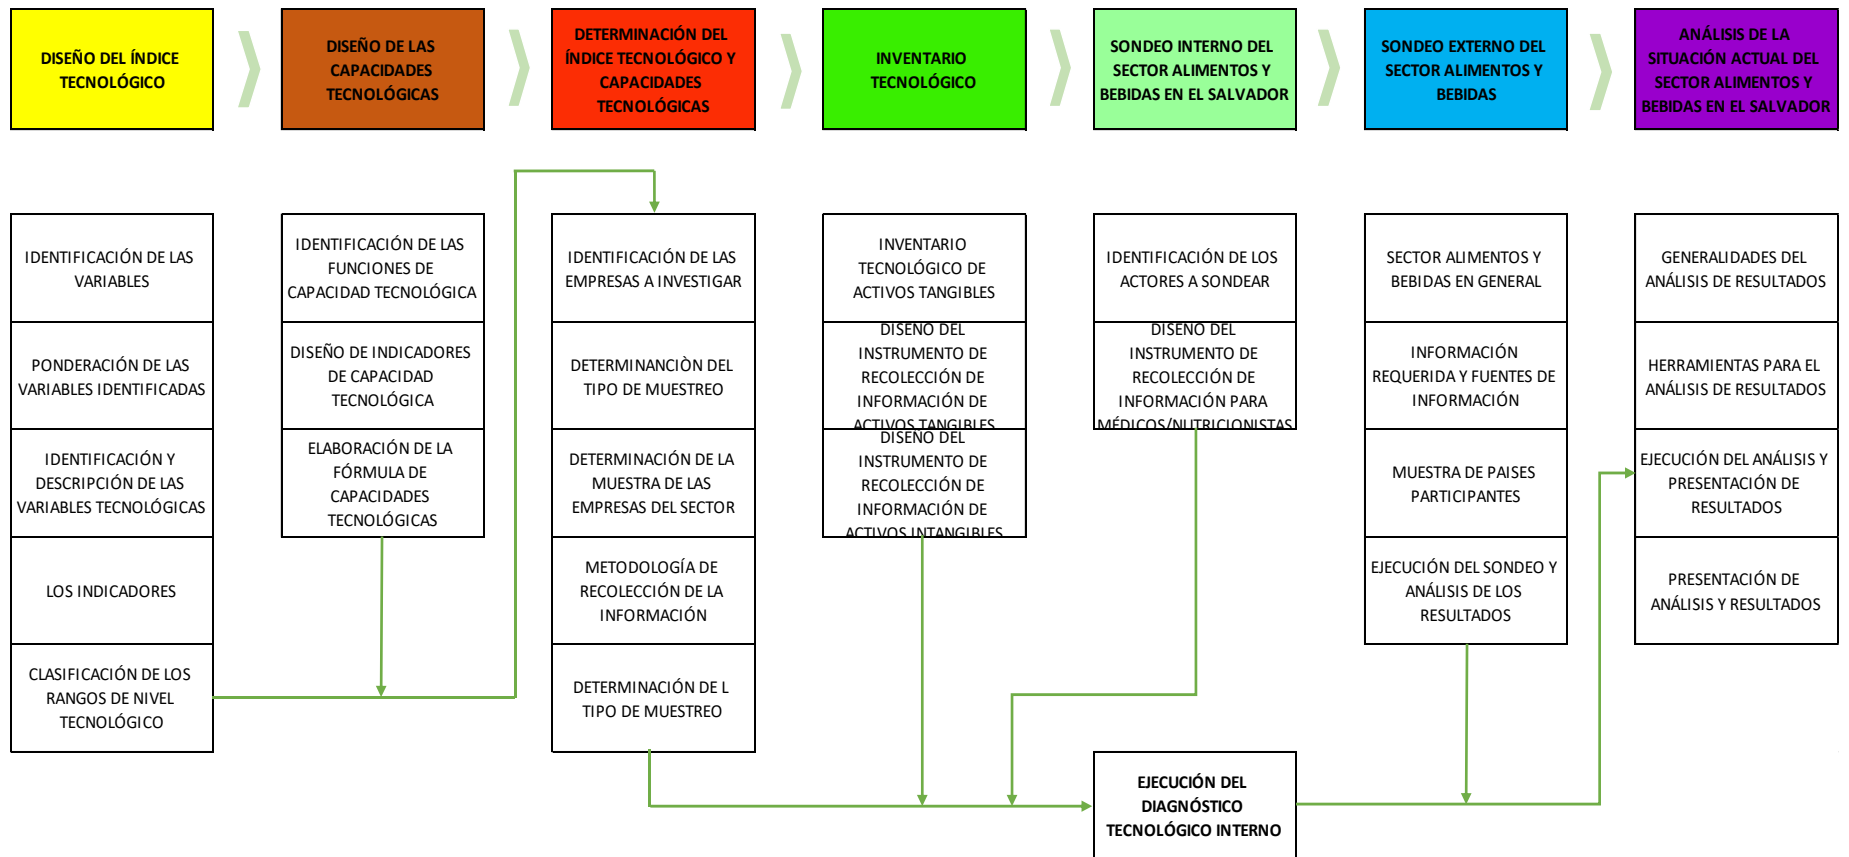 DISEÑO DEL ÍNDICE
TECNOLÓGICO
DISEÑO DE LAS
CAPACIDADES
TECNOLÓGICAS
DETERMINACIÓN DEL
ÍNDICE TECNOLÓGICO Y
CAPACIDADES
TECNOLÓGICAS
INVENTARIO
TECNOLÓGICO
SONDEO INTERNO DEL
SECTOR ALIMENTOS Y
BEBIDAS EN EL SALVADOR
SONDEO EXTERNO DEL
SECTOR ALIMENTOS Y
BEBIDAS
ANÁLISIS DE LA
SITUACIÓN ACTUAL DEL
SECTOR ALIMENTOS Y
BEBIDAS EN EL SALVADOR
IDENTIFICACIÓN DE LAS
VARIABLES
PONDERACIÓN DE LAS
VARIABLES IDENTIFICADAS
IDENTIFICACIÓN Y
DESCRIPCIÓN DE LAS
VARIABLES TECNOLÓGICAS
LOS INDICADORES
CLASIFICACIÓN DE LOS
RANGOS DE NIVEL
TECNOLÓGICO
IDENTIFICACIÓN DE LAS
FUNCIONES DE
CAPACIDAD TECNOLÓGICA
DISEÑO DE INDICADORES
DE CAPACIDAD
TECNOLÓGICA
ELABORACIÓN DE LA
FÓRMULA DE
CAPACIDADES
TECNOLÓGICAS
IDENTIFICACIÓN DE LAS
EMPRESAS A INVESTIGAR
DETERMINANCIÒN DEL
TIPO DE MUESTREO
DETERMINACIÓN DE LA
MUESTRA DE LAS
EMPRESAS DEL SECTOR
METODOLOGÍA DE
RECOLECCIÓN DE LA
INFORMACIÓN
DETERMINACIÓN DE L
TIPO DE MUESTREO
INVENTARIO
TECNOLÓGICO DE
ACTIVOS TANGIBLES
DISEÑO DEL
INSTRUMENTO DE
RECOLECCIÓN DE
INFORMACIÓN DE
ACTIVOS TANGIBLES
DISEÑO DEL
INSTRUMENTO DE
RECOLECCIÓN DE
INFORMACIÓN DE
ACTIVOS INTANGIBLES
IDENTIFICACIÓN DE LOS
ACTORES A SONDEAR
DISEÑO DEL
INSTRUMENTO DE
RECOLECCIÓN DE
INFORMACIÓN PARA
MÉDICOS/NUTRICIONISTAS
SECTOR ALIMENTOS Y
BEBIDAS EN GENERAL
INFORMACIÓN
REQUERIDA Y FUENTES DE
INFORMACIÓN
MUESTRA DE PAISES
PARTICIPANTES
EJECUCIÓN DEL SONDEO Y
ANÁLISIS DE LOS
RESULTADOS
GENERALIDADES DEL
ANÁLISIS DE RESULTADOS
HERRAMIENTAS PARA EL
ANÁLISIS DE RESULTADOS
EJECUCIÓN DEL ANÁLISIS Y
PRESENTACIÓN DE
RESULTADOS
PRESENTACIÓN DE
ANÁLISIS Y RESULTADOS
EJECUCIÓN DEL
DIAGNÓSTICO
TECNOLÓGICO INTERNO